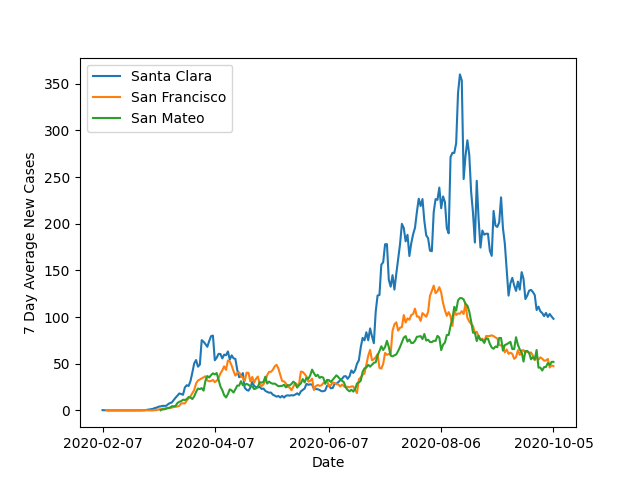 Santa Clara
San Francisco
San Mateo
350
300
250
200
150
100
50
0
7 Day Average New Cases
2020-02-07 2020-04-07 2020-06-07 2020-08-06 2020-10-05
Date